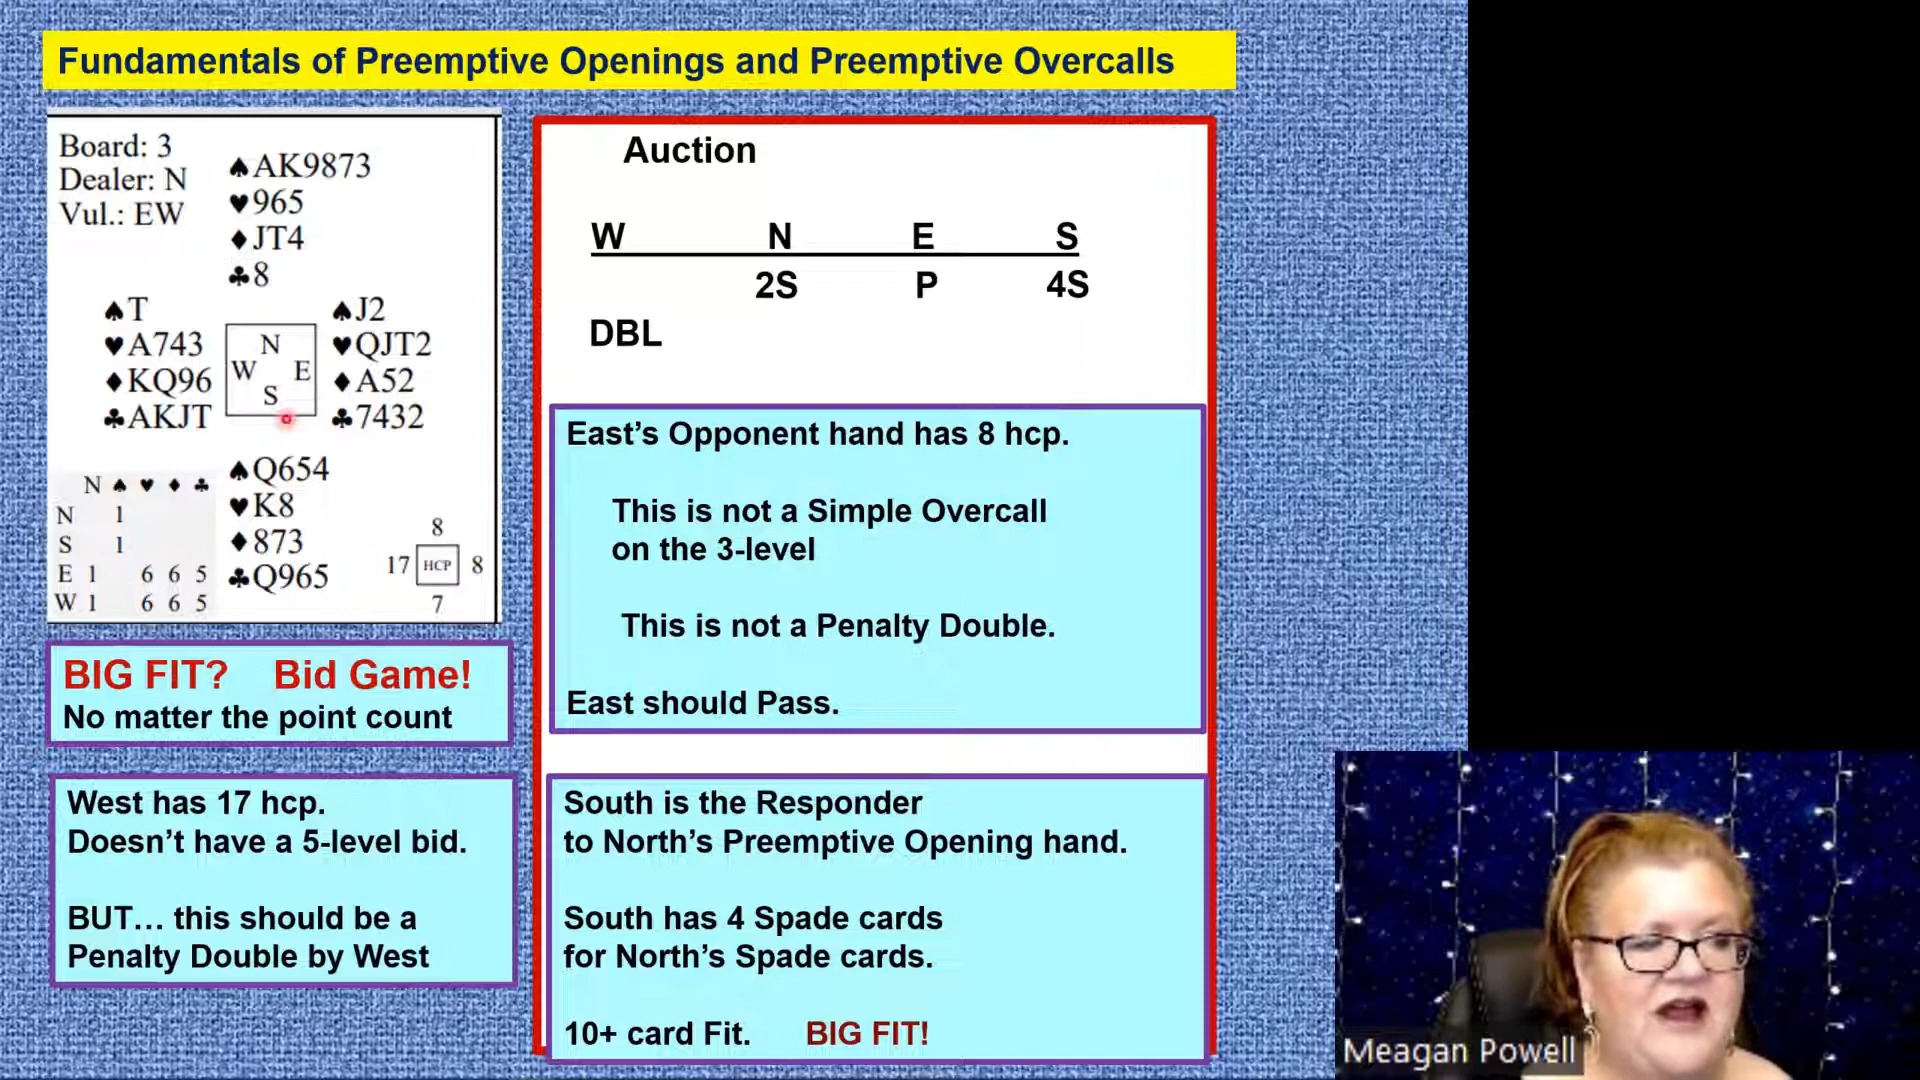 Fundamentals of Preemptive Openings and Preemptive Overcalls
Board: 3
Dealer: N
Vul.: EW
♠AK9873
♥965
♦JT4
♣8
♠T
♥A743
♦KQ96
♣AKJT
N
W E
S
♠J2
♥QJT2
♦A52
♣7432
♠Q654
♥K8
♦873
♣Q965
N ♠ ♥ ♦ ♣
N 1
S 1
E 1 6 6 5
W 1 6 6 5
8
17 HCP 8
7
BIG FIT? Bid Game!
No matter the point count
West has 17 hcp.
Doesn't have a 5-level bid.
BUT... this should be a
Penalty Double by West
Auction
W N E S
2S P 4S
DBL
East's Opponent hand has 8 hcp.
This is not a Simple Overcall
on the 3-level
This is not a Penalty Double.
East should Pass.
South is the Responder
to North's Preemptive Opening hand.
South has 4 Spade cards
for North's Spade cards.
10+ card Fit. BIG FIT!
Meagan Powell